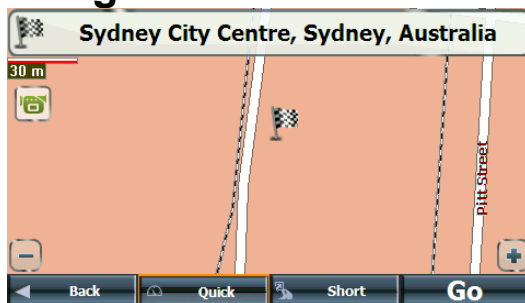 Sydney City Centre, Sydney, Australia
30 m
Pitt Street
Back
Quick
Short
Go